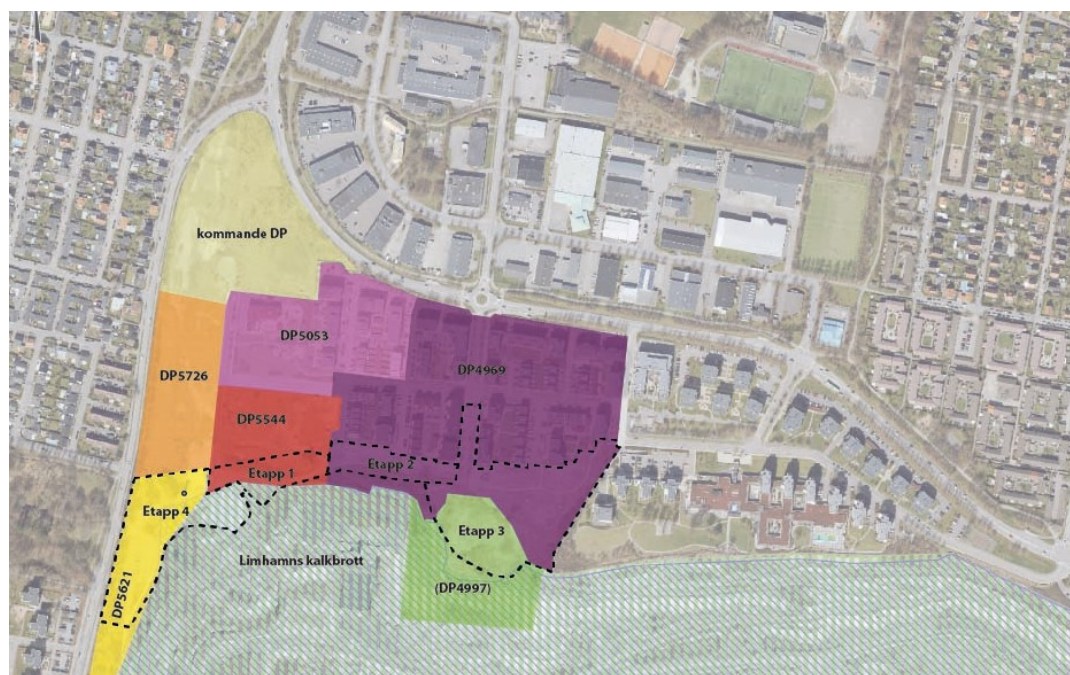 kommande DP
DP5053
DP4969
DP5726
DP5544
Etapp 1
Etapp 2
Etapp 4
Etapp 3
Limhamns kalkbrott
(DP4997)
DP5621